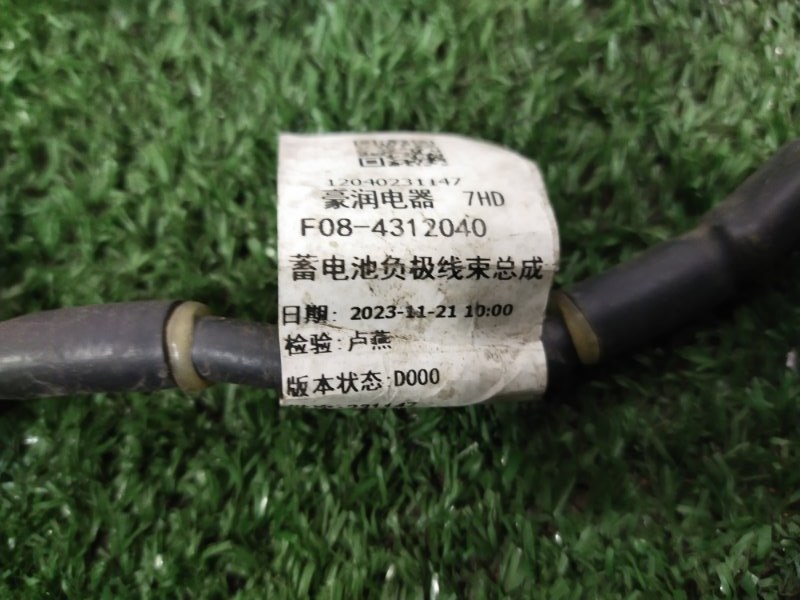 12040231147
豪润电器 7HD
F08-4312040
蓄电池负极线束总成
日期: 2023-11-21 10:00
检验:卢燕
版本状态:D000